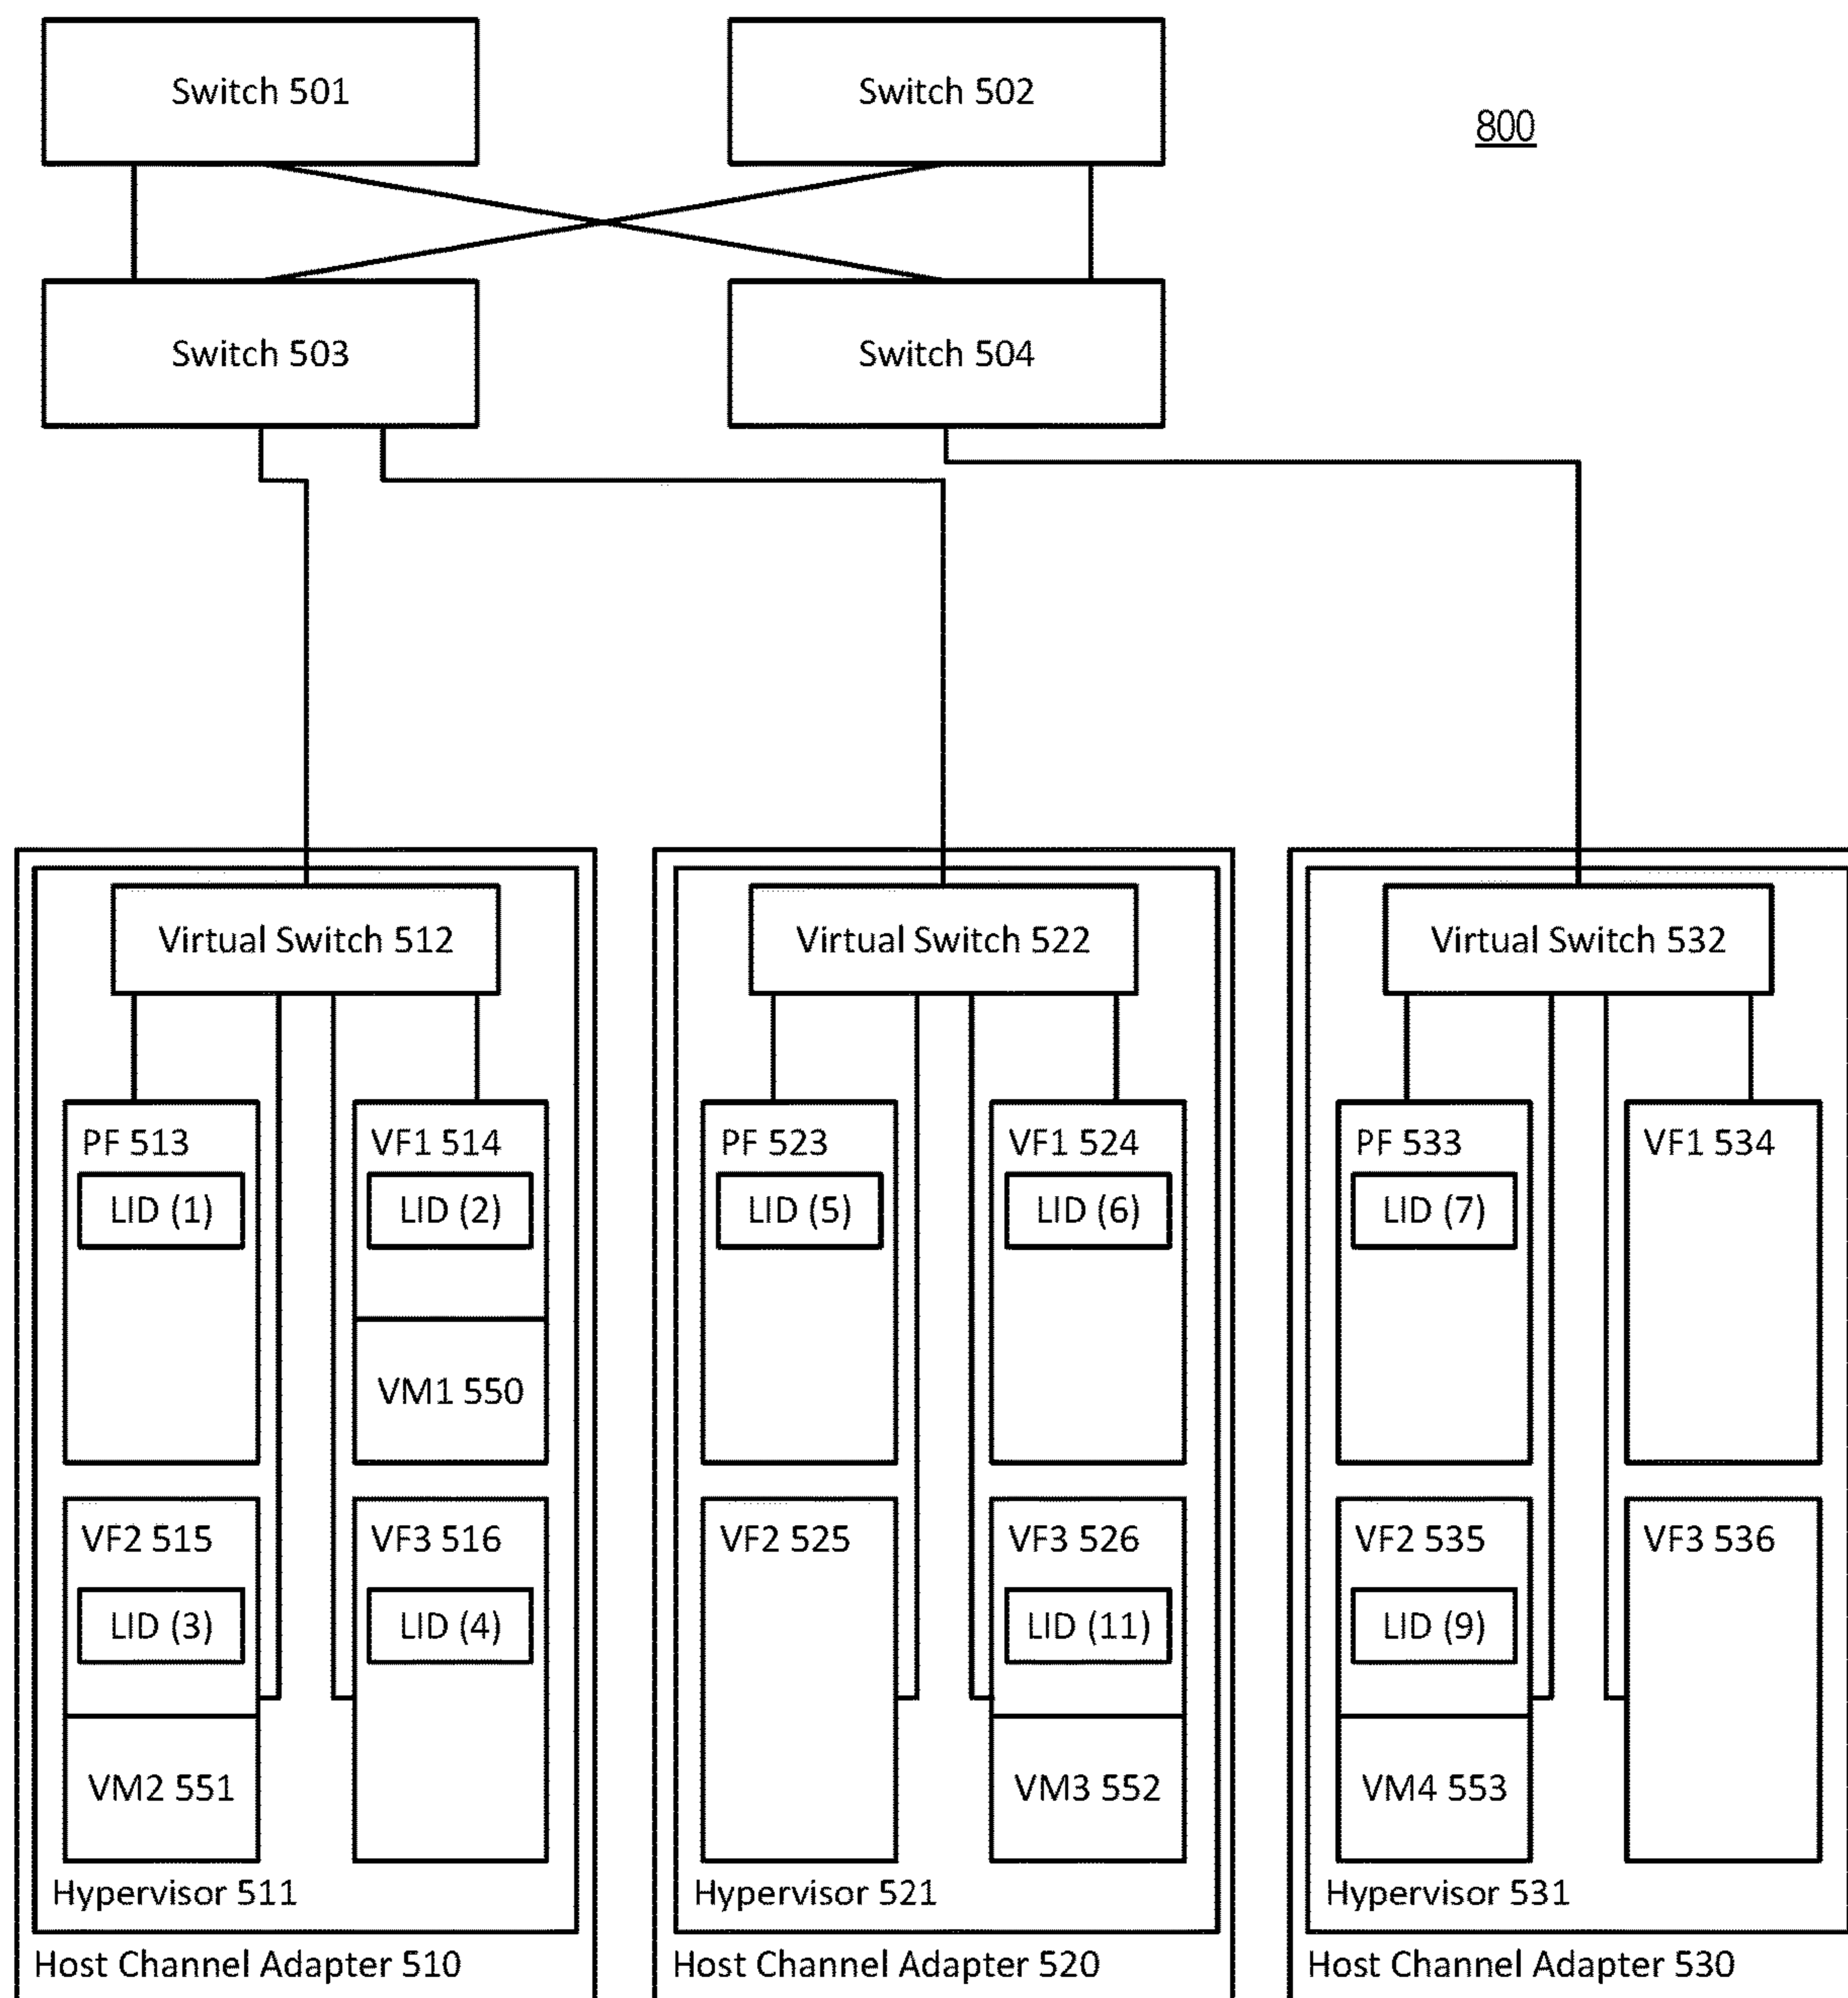 Switch 501
Switch 502
800
Switch 503
Switch 504
Virtual Switch 512
PF 513
LID (1)
VF1 514
LID (2)
VM1 550
VF2 515
LID (3)
VM2 551
VF3 516
LID (4)
Hypervisor 511
Host Channel Adapter 510
Virtual Switch 522
PF 523
LID (5)
VF1 524
LID (6)
VF2 525
VF3 526
LID (11)
VM3 552
Hypervisor 521
Host Channel Adapter 520
Virtual Switch 532
PF 533
LID (7)
VF1 534
VF2 535
LID (9)
VM4 553
VF3 536
Hypervisor 531
Host Channel Adapter 530